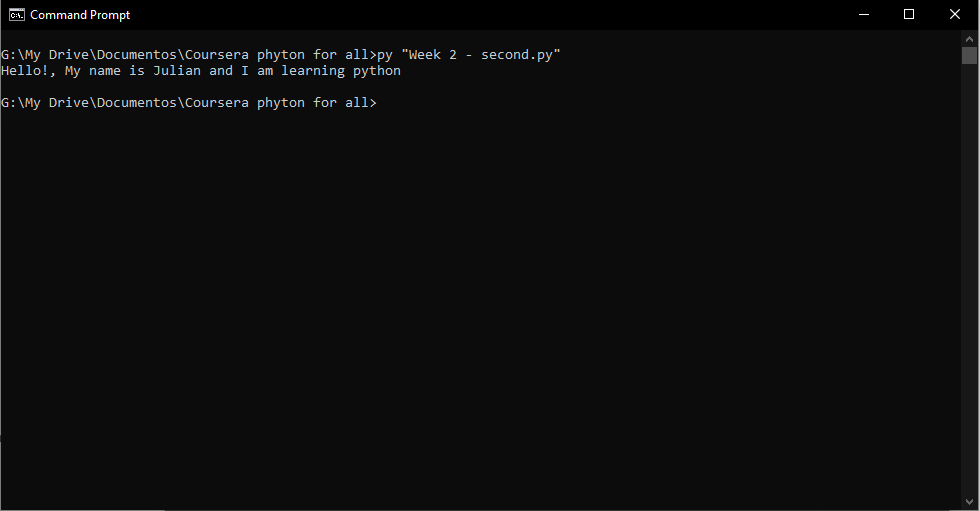 Command Prompt
G:\My Drive\Documentos\Coursera phyton for all>py "Week 2 - second.py"
Hello!, My name is Julian and I am learning python
G:\My Drive\Documentos\Coursera phyton for all>